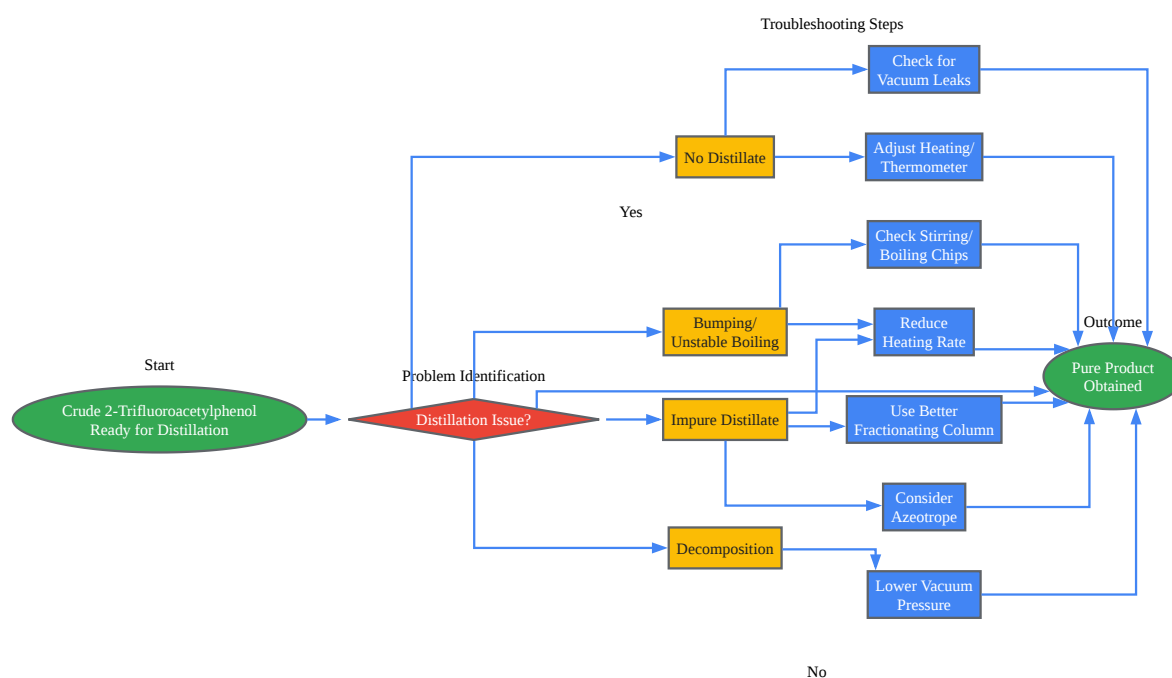 Troubleshooting Steps
Check for
Vacuum Leaks
No Distillate
Adjust Heating/
Thermometer
Yes
Check Stirring/
Boiling Chips
Bumping/
Unstable Boiling
Reduce
Heating Rate
Outcome
Pure Product
Obtained
Start
Problem Identification
Crude 2-Trifluoroacetylphenol
Ready for Distillation
Distillation Issue?
Impure Distillate
Use Better
Fractionating Column
Consider
Azeotrope
Decomposition
Lower Vacuum
Pressure
No